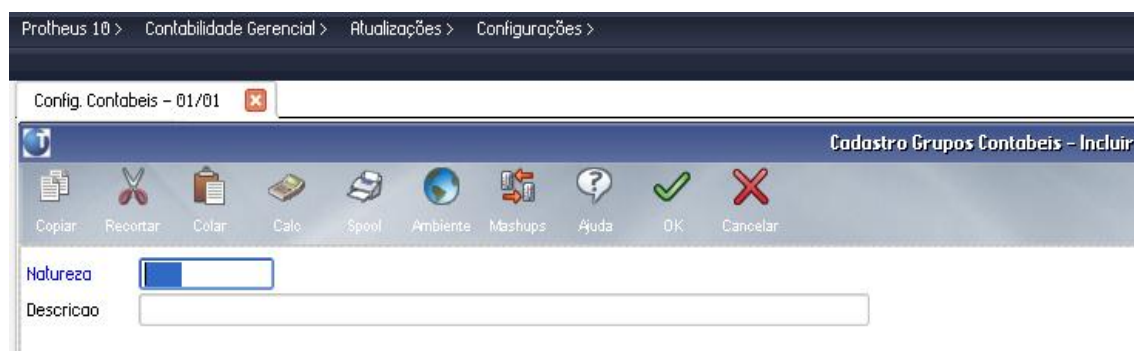 Protheus 10 > Contabilidade Gerencial > Atualizações > Configurações >
Config. Contabeis - 01/01
Cadastro Grupos Contabeis - Incluir
Copiar Recortar Colar Calc Spool Ambiente Mashups Ajuda OK Cancelar
Natureza
Descricao